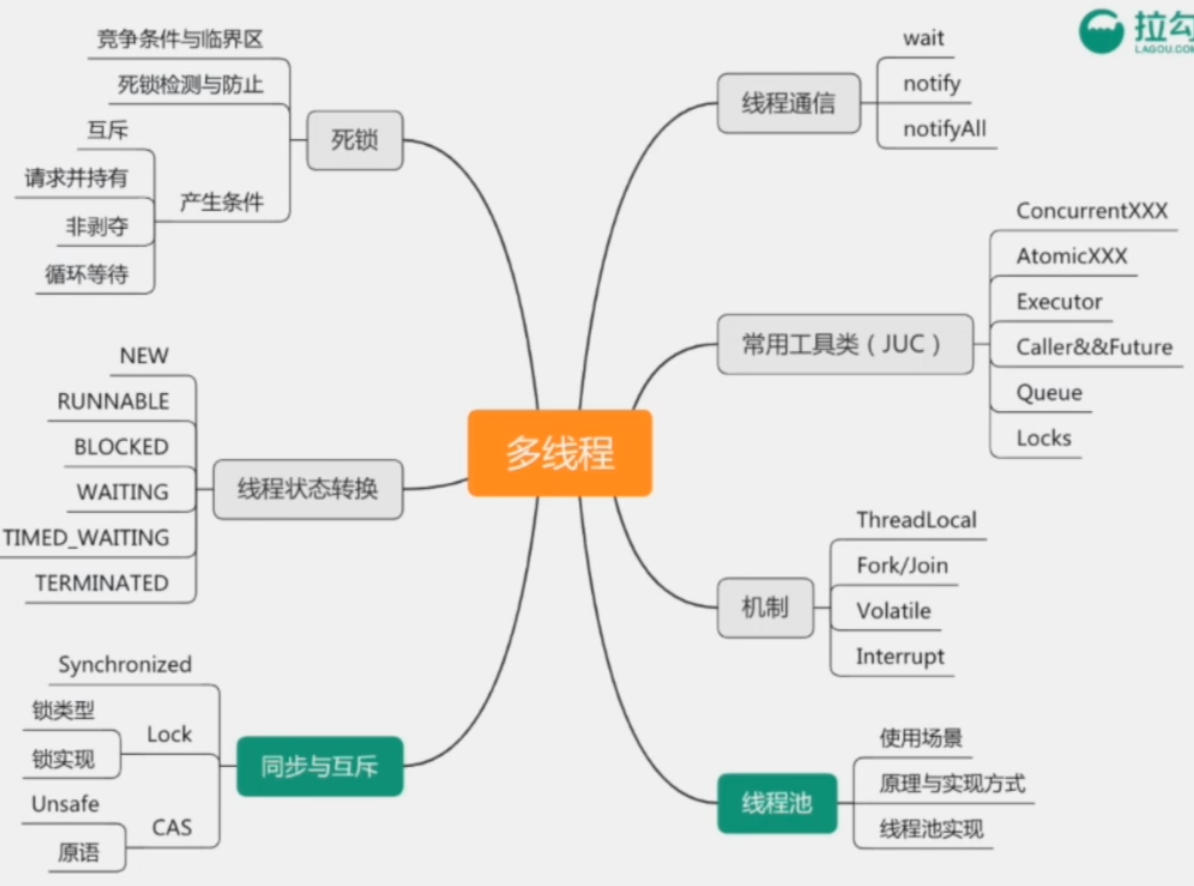 拉勾
LAGOU.COM
竞争条件与临界区
死锁检测与防止
互斥
请求并持有
非剥夺
循环等待
产生条件
死锁
NEW
RUNNABLE
BLOCKED
WAITING
TIMED_WAITING
TERMINATED
线程状态转换
Synchronized
锁类型
锁实现
Lock
Unsafe
原语
CAS
同步与互斥
多线程
线程通信
wait
notify
notifyAll
常用工具类（JUC）
ConcurrentXXX
AtomicXXX
Executor
Caller&&Future
Queue
Locks
机制
ThreadLocal
Fork/Join
Volatile
Interrupt
线程池
使用场景
原理与实现方式
线程池实现